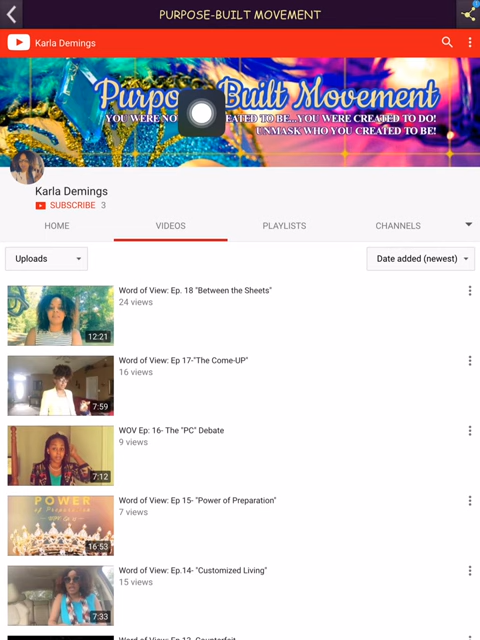 PURPOSE-BUILT MOVEMENT
Karla Demings
Built Movement
YOU WERE EATED TO BE...YOU WERE CREATED TO DO!
UNMASK WHO YOU CREATED TO BE!
Karla Demings
SUBSCRIBE 3
HOME VIDEOS PLAYLISTS CHANNELS
Uploads Date added (newest)
Word of View: Ep. 18 "Between the Sheets"
24 views
12:21
Word of View: Ep 17-"The Come-UP"
16 views
7:59
WOV Ep: 16- The "PC" Debate
9 views
7:12
Word of View: Ep 15- "Power of Preparation"
7 views
POWER
16:53
Word of View: Ep.14- "Customized Living"
15 views
7:33